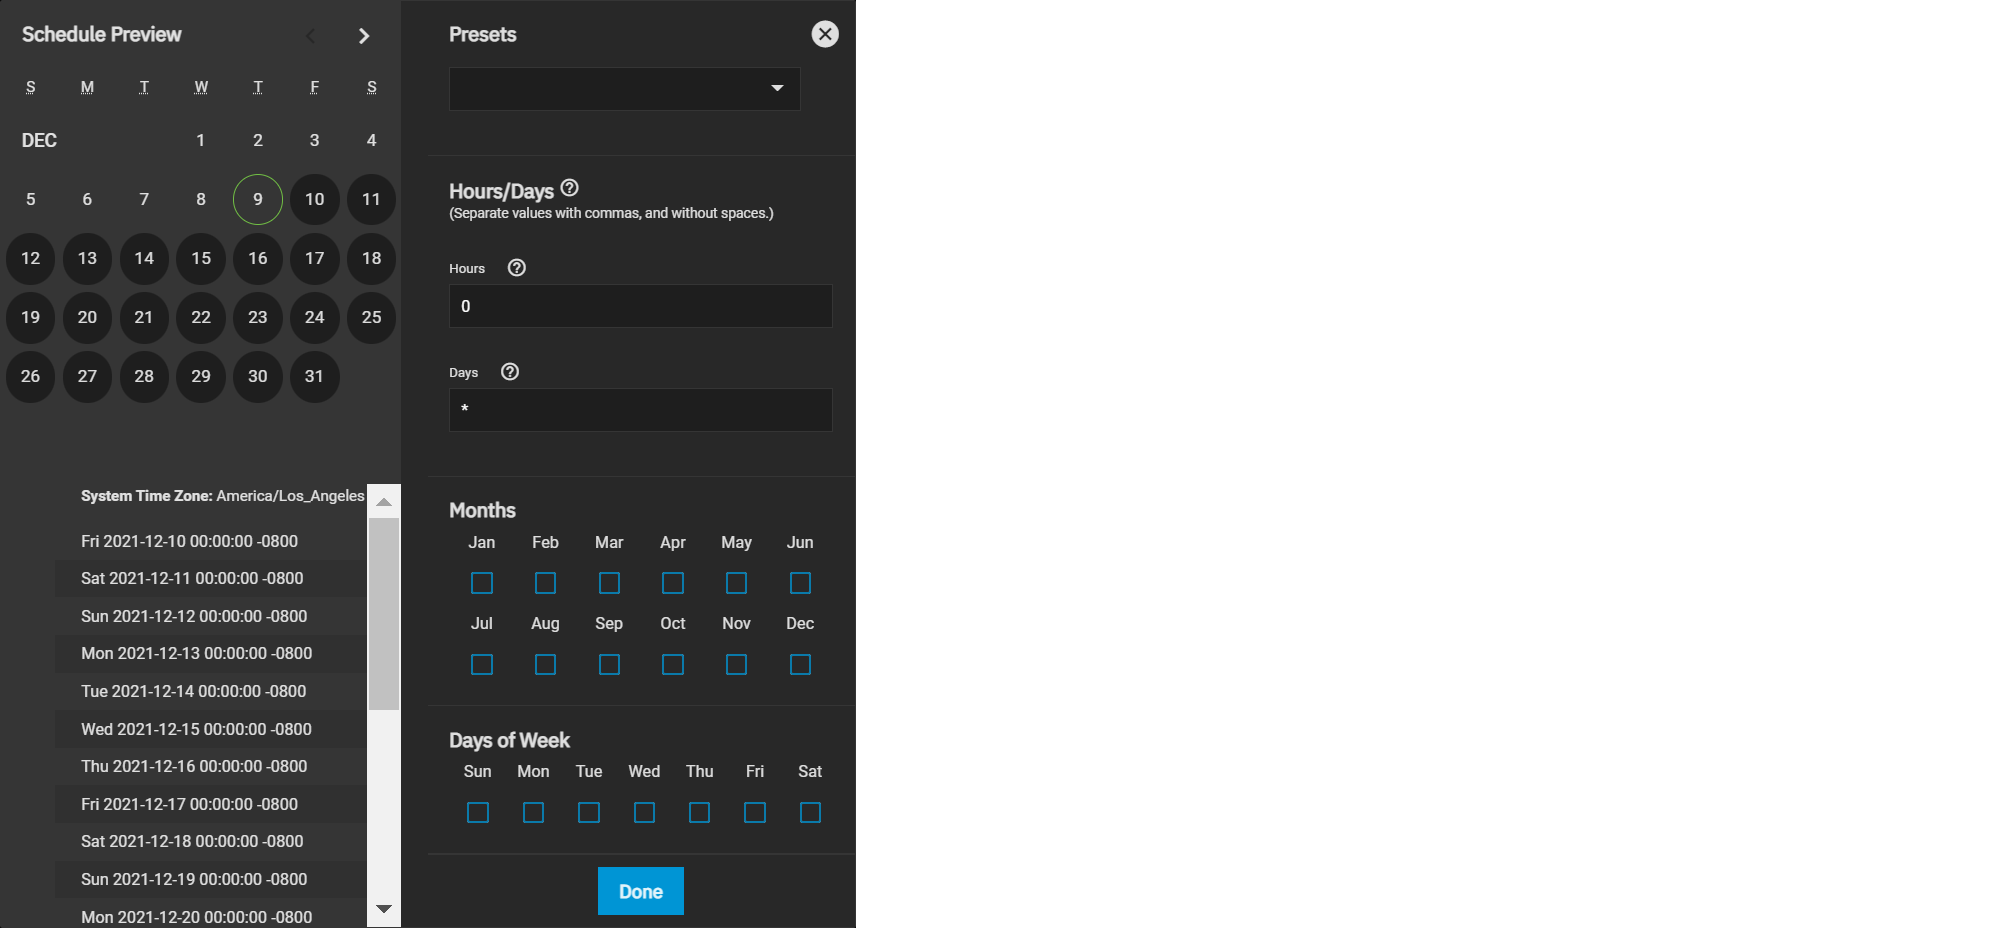 Schedule Preview
S M T W T F S
DEC 1 2 3 4
5 6 7 8 9 10 11
12 13 14 15 16 17 18
19 20 21 22 23 24 25
26 27 28 29 30 31
System Time Zone: America/Los_Angeles
Fri 2021-12-10 00:00:00 -0800
Sat 2021-12-11 00:00:00 -0800
Sun 2021-12-12 00:00:00 -0800
Mon 2021-12-13 00:00:00 -0800
Tue 2021-12-14 00:00:00 -0800
Wed 2021-12-15 00:00:00 -0800
Thu 2021-12-16 00:00:00 -0800
Fri 2021-12-17 00:00:00 -0800
Sat 2021-12-18 00:00:00 -0800
Sun 2021-12-19 00:00:00 -0800
Mon 2021-12-20 00:00:00 -0800
Presets
Hours/Days
(Separate values with commas, and without spaces.)
Hours
0
Days
*
Months
Jan Feb Mar Apr May Jun
Jul Aug Sep Oct Nov Dec
Days of Week
Sun Mon Tue Wed Thu Fri Sat
Done